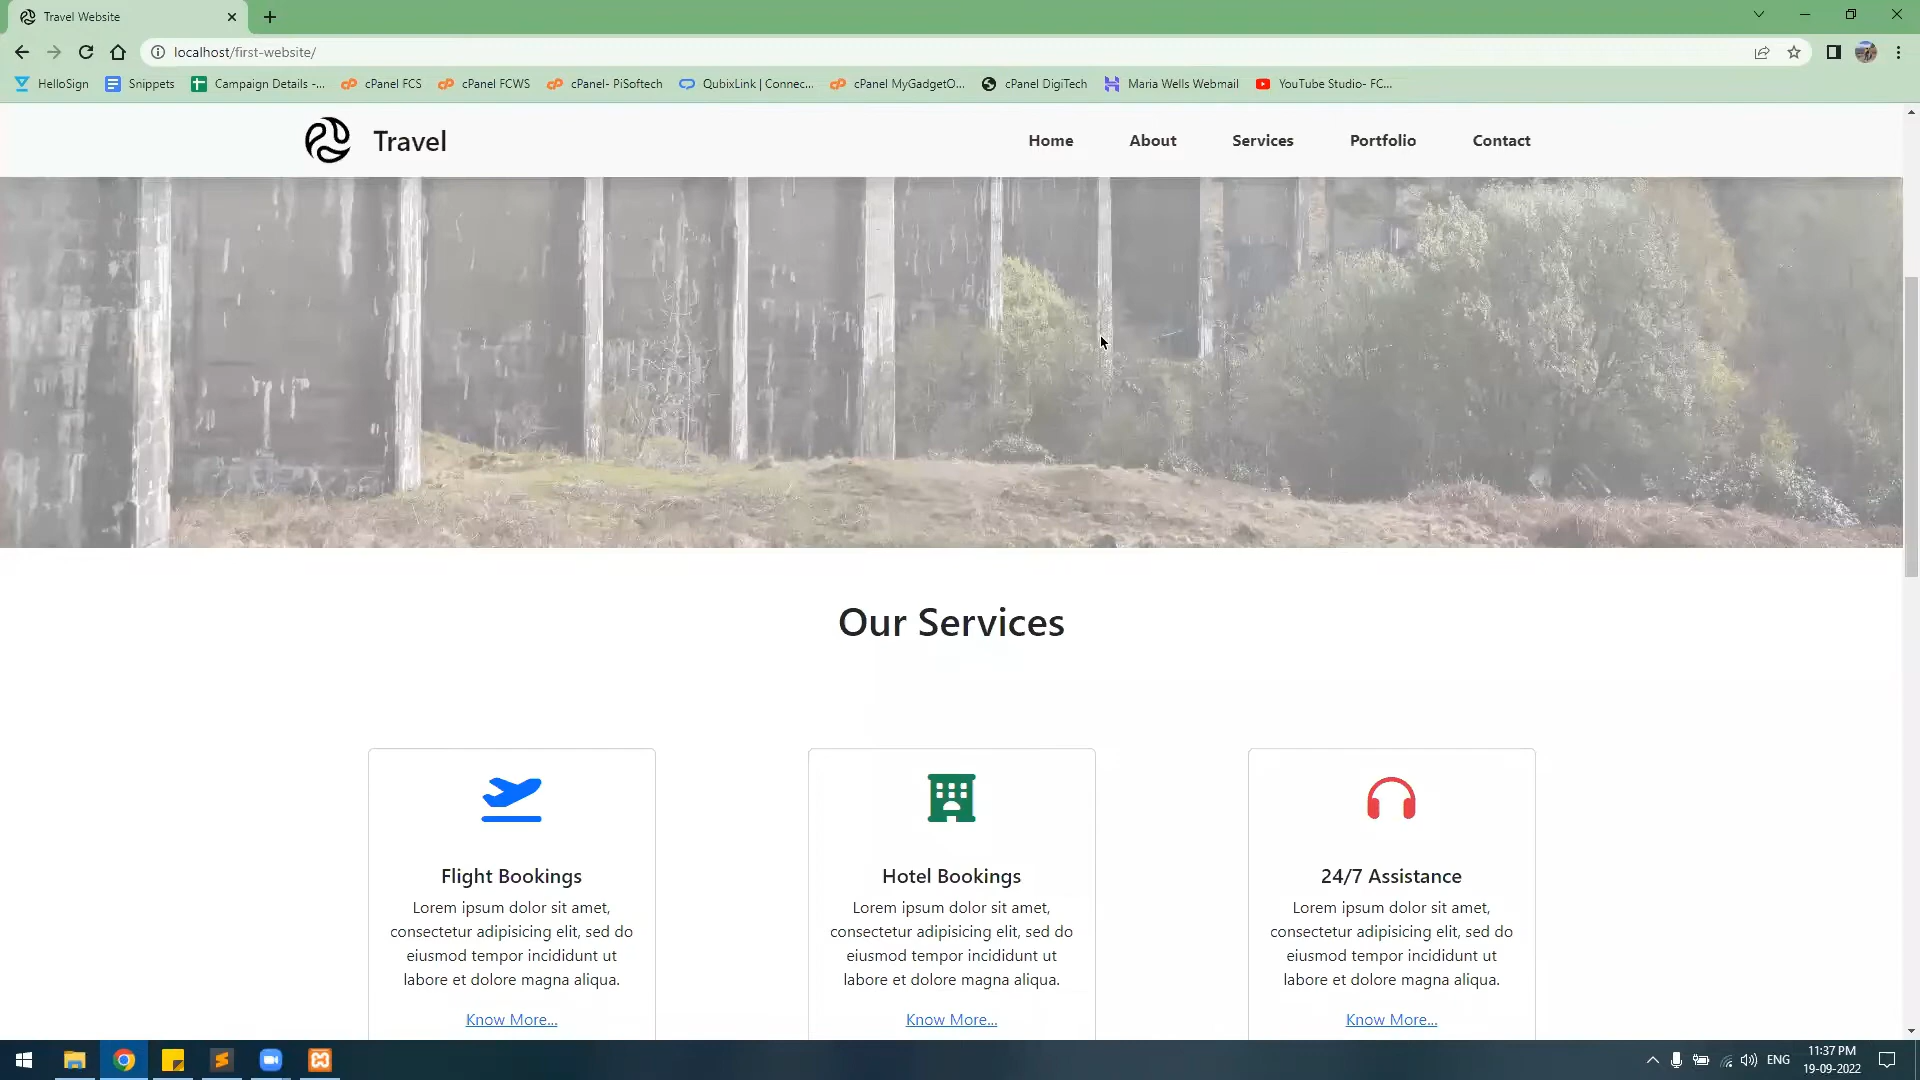 Travel Website
localhost/first-website/
HelloSign Snippets Campaign Details -... cPanel FCS cPanel FCWS cPanel- PiSoftech QubixLink | Connec... cPanel MyGadgetO... cPanel DigiTech Maria Wells Webmail YouTube Studio- FC...
Travel Home About Services Portfolio Contact
Our Services
Flight Bookings
Lorem ipsum dolor sit amet,
consectetur adipisicing elit, sed do
eiusmod tempor incididunt ut
labore et dolore magna aliqua.
Know More...
Hotel Bookings
Lorem ipsum dolor sit amet,
consectetur adipisicing elit, sed do
eiusmod tempor incididunt ut
labore et dolore magna aliqua.
Know More...
24/7 Assistance
Lorem ipsum dolor sit amet,
consectetur adipisicing elit, sed do
eiusmod tempor incididunt ut
labore et dolore magna aliqua.
Know More...
ENG
11:37 PM
19-09-2022